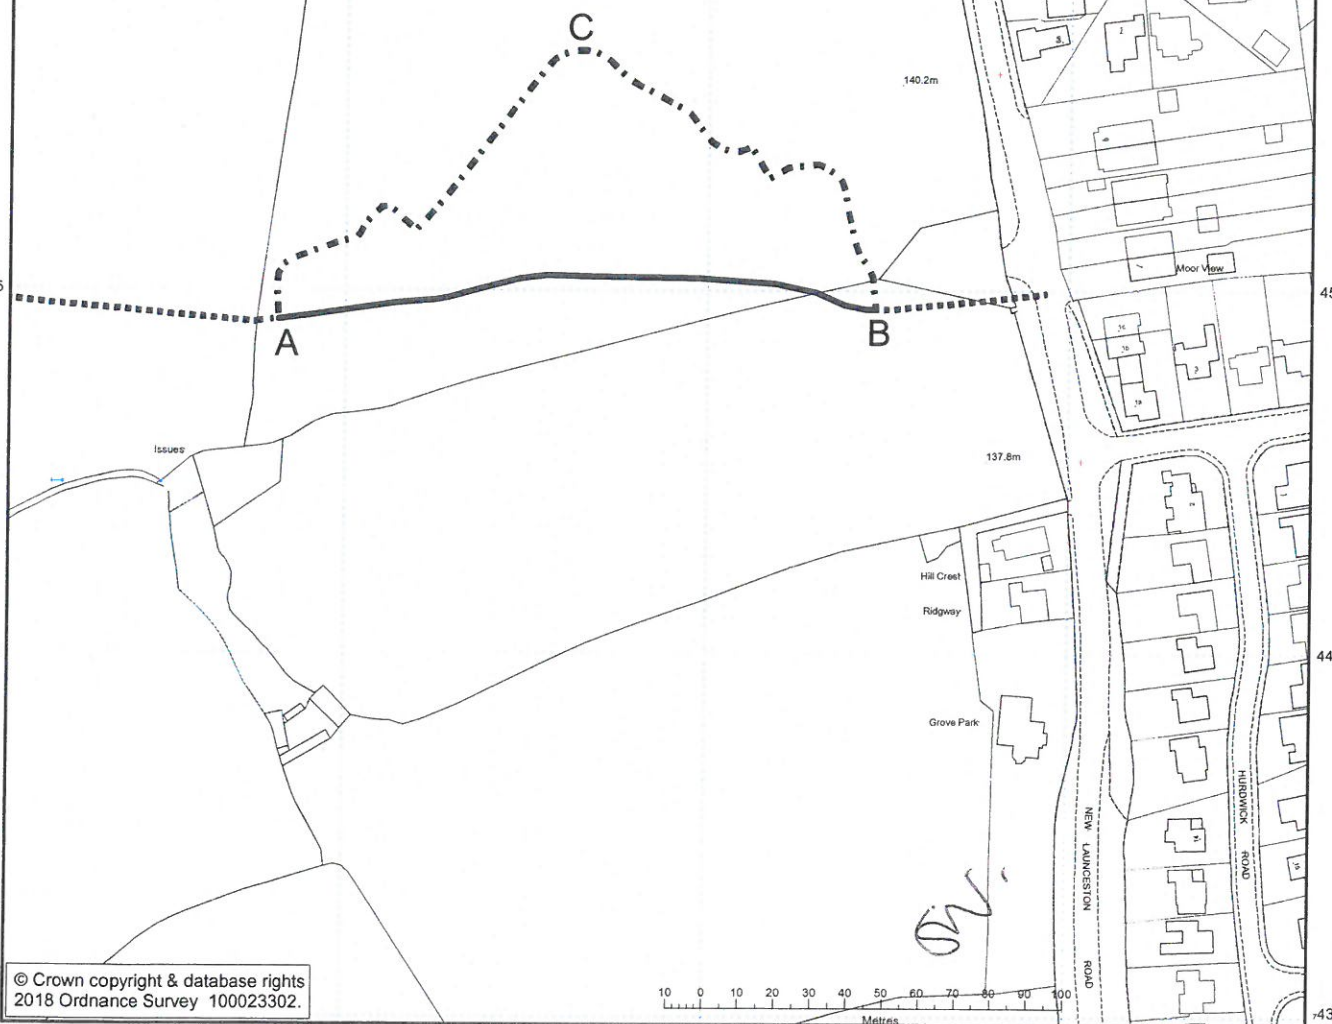 C
140.2m
Moor View
45
A
B
Issues
137.8m
Hill Crest
Ridgway
44
Grove Park
HURDWICK ROAD
NEW LAUNCESTON ROAD
© Crown copyright & database rights
2018 Ordnance Survey 100023302.
10 0 10 20 30 40 50 60 70 80 90 100
Metres
43